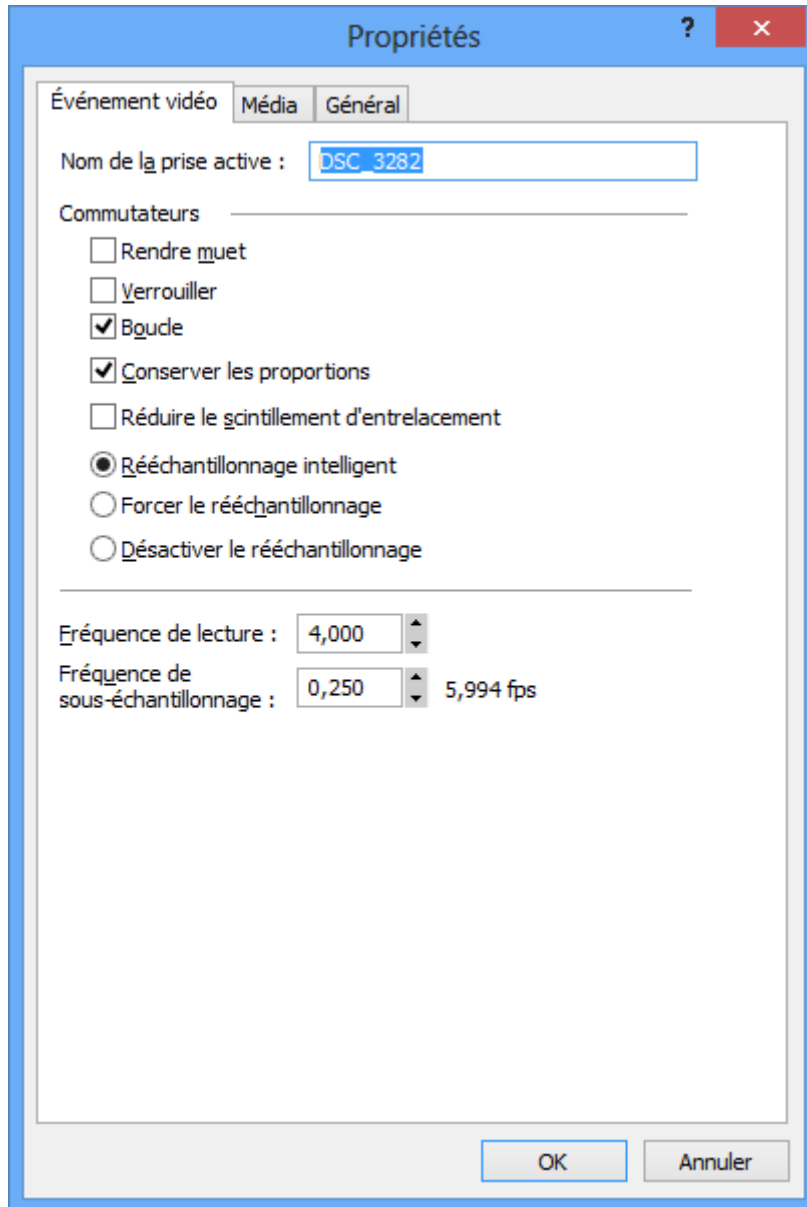 Propriétés
?
Événement vidéo Média Général
Nom de la prise active : DSC_3282
Commutateurs
Rendre muet
Verrouiller
Boucle
Conserver les proportions
Réduire le scintillement d'entrelacement
Rééchantillonnage intelligent
Forcer le rééchantillonnage
Désactiver le rééchantillonnage
Fréquence de lecture : 4,000
Fréquence de
sous-échantillonnage : 0,250 5,994 fps
OK Annuler